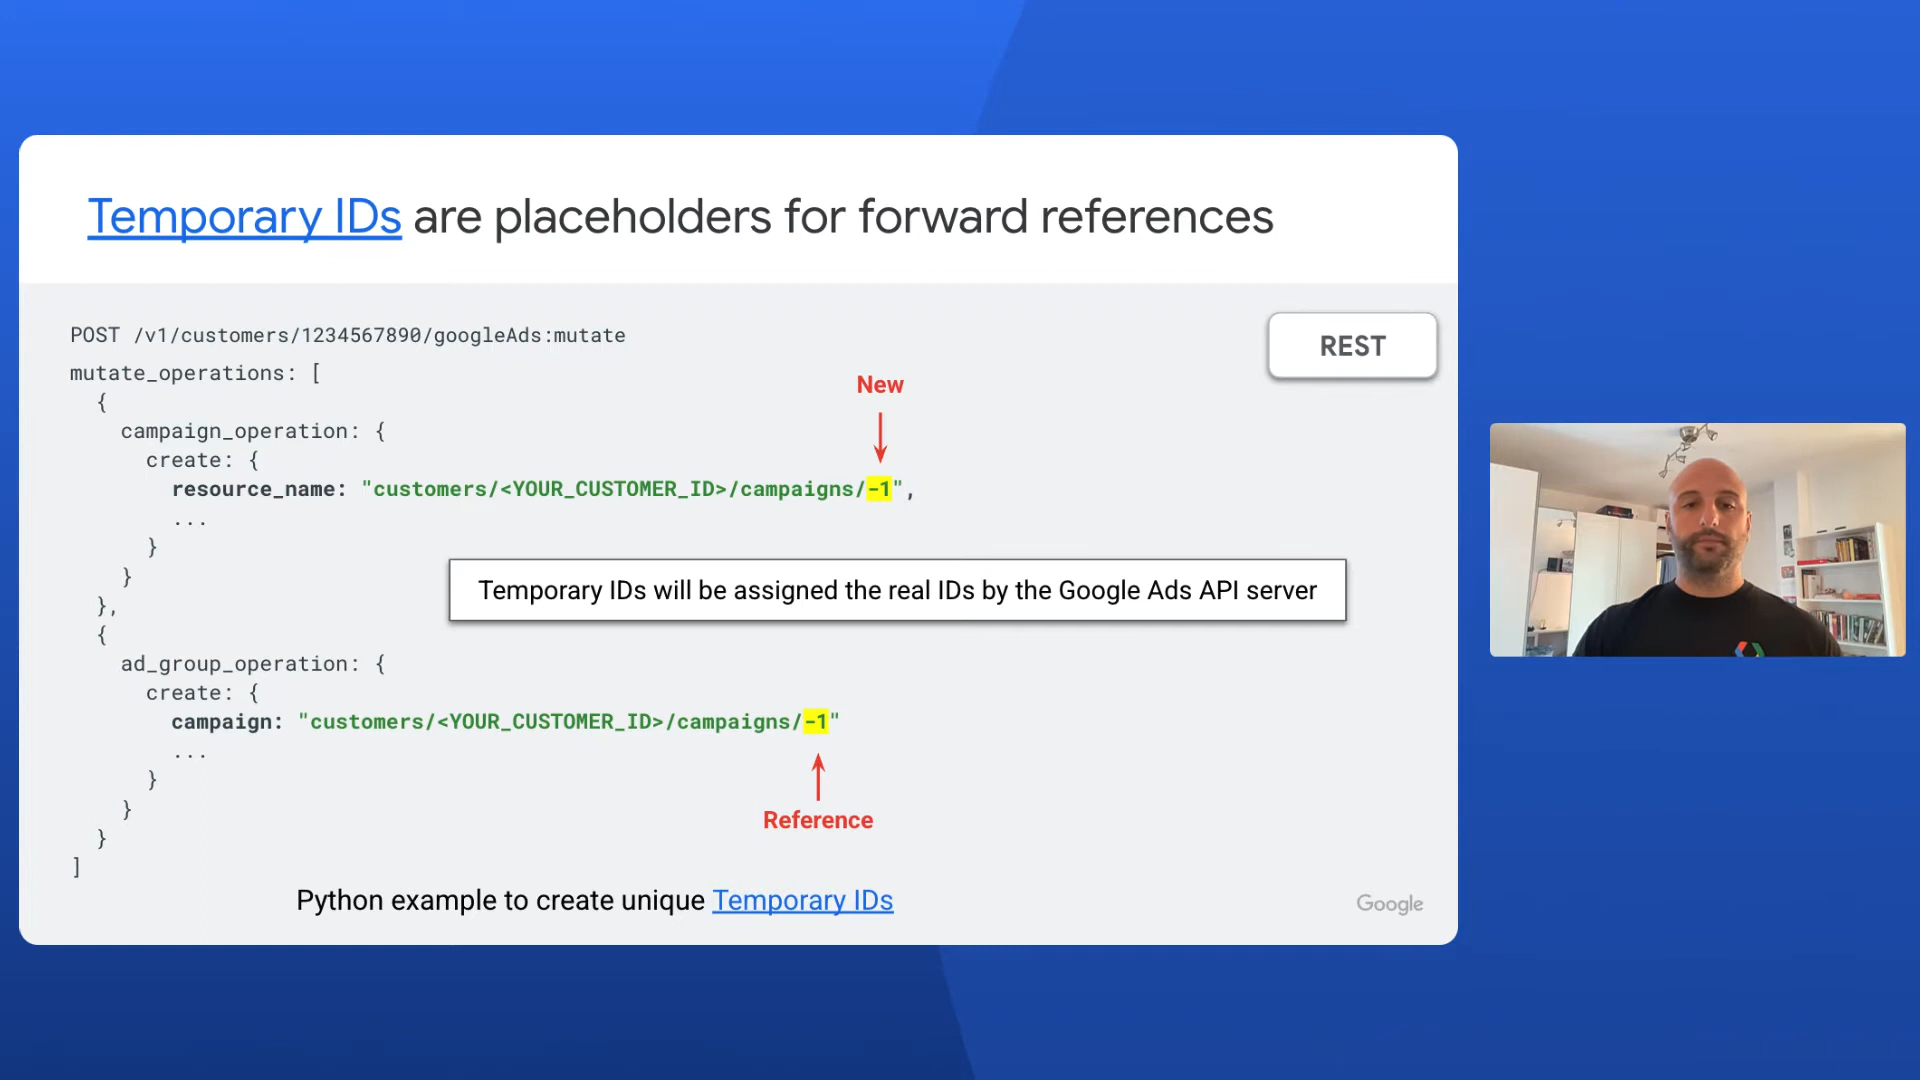 Temporary IDs are placeholders for forward references
POST /v1/customers/1234567890/googleAds:mutate
REST
mutate_operations: [
{
campaign_operation: {
create: {
New
resource_name: "customers/<YOUR_CUSTOMER_ID>/campaigns/-1",
...
}
}
},
Temporary IDs will be assigned the real IDs by the Google Ads API server
{
ad_group_operation: {
create: {
campaign: "customers/<YOUR_CUSTOMER_ID>/campaigns/-1"
...
}
}
}
]
Reference
Python example to create unique Temporary IDs
Google